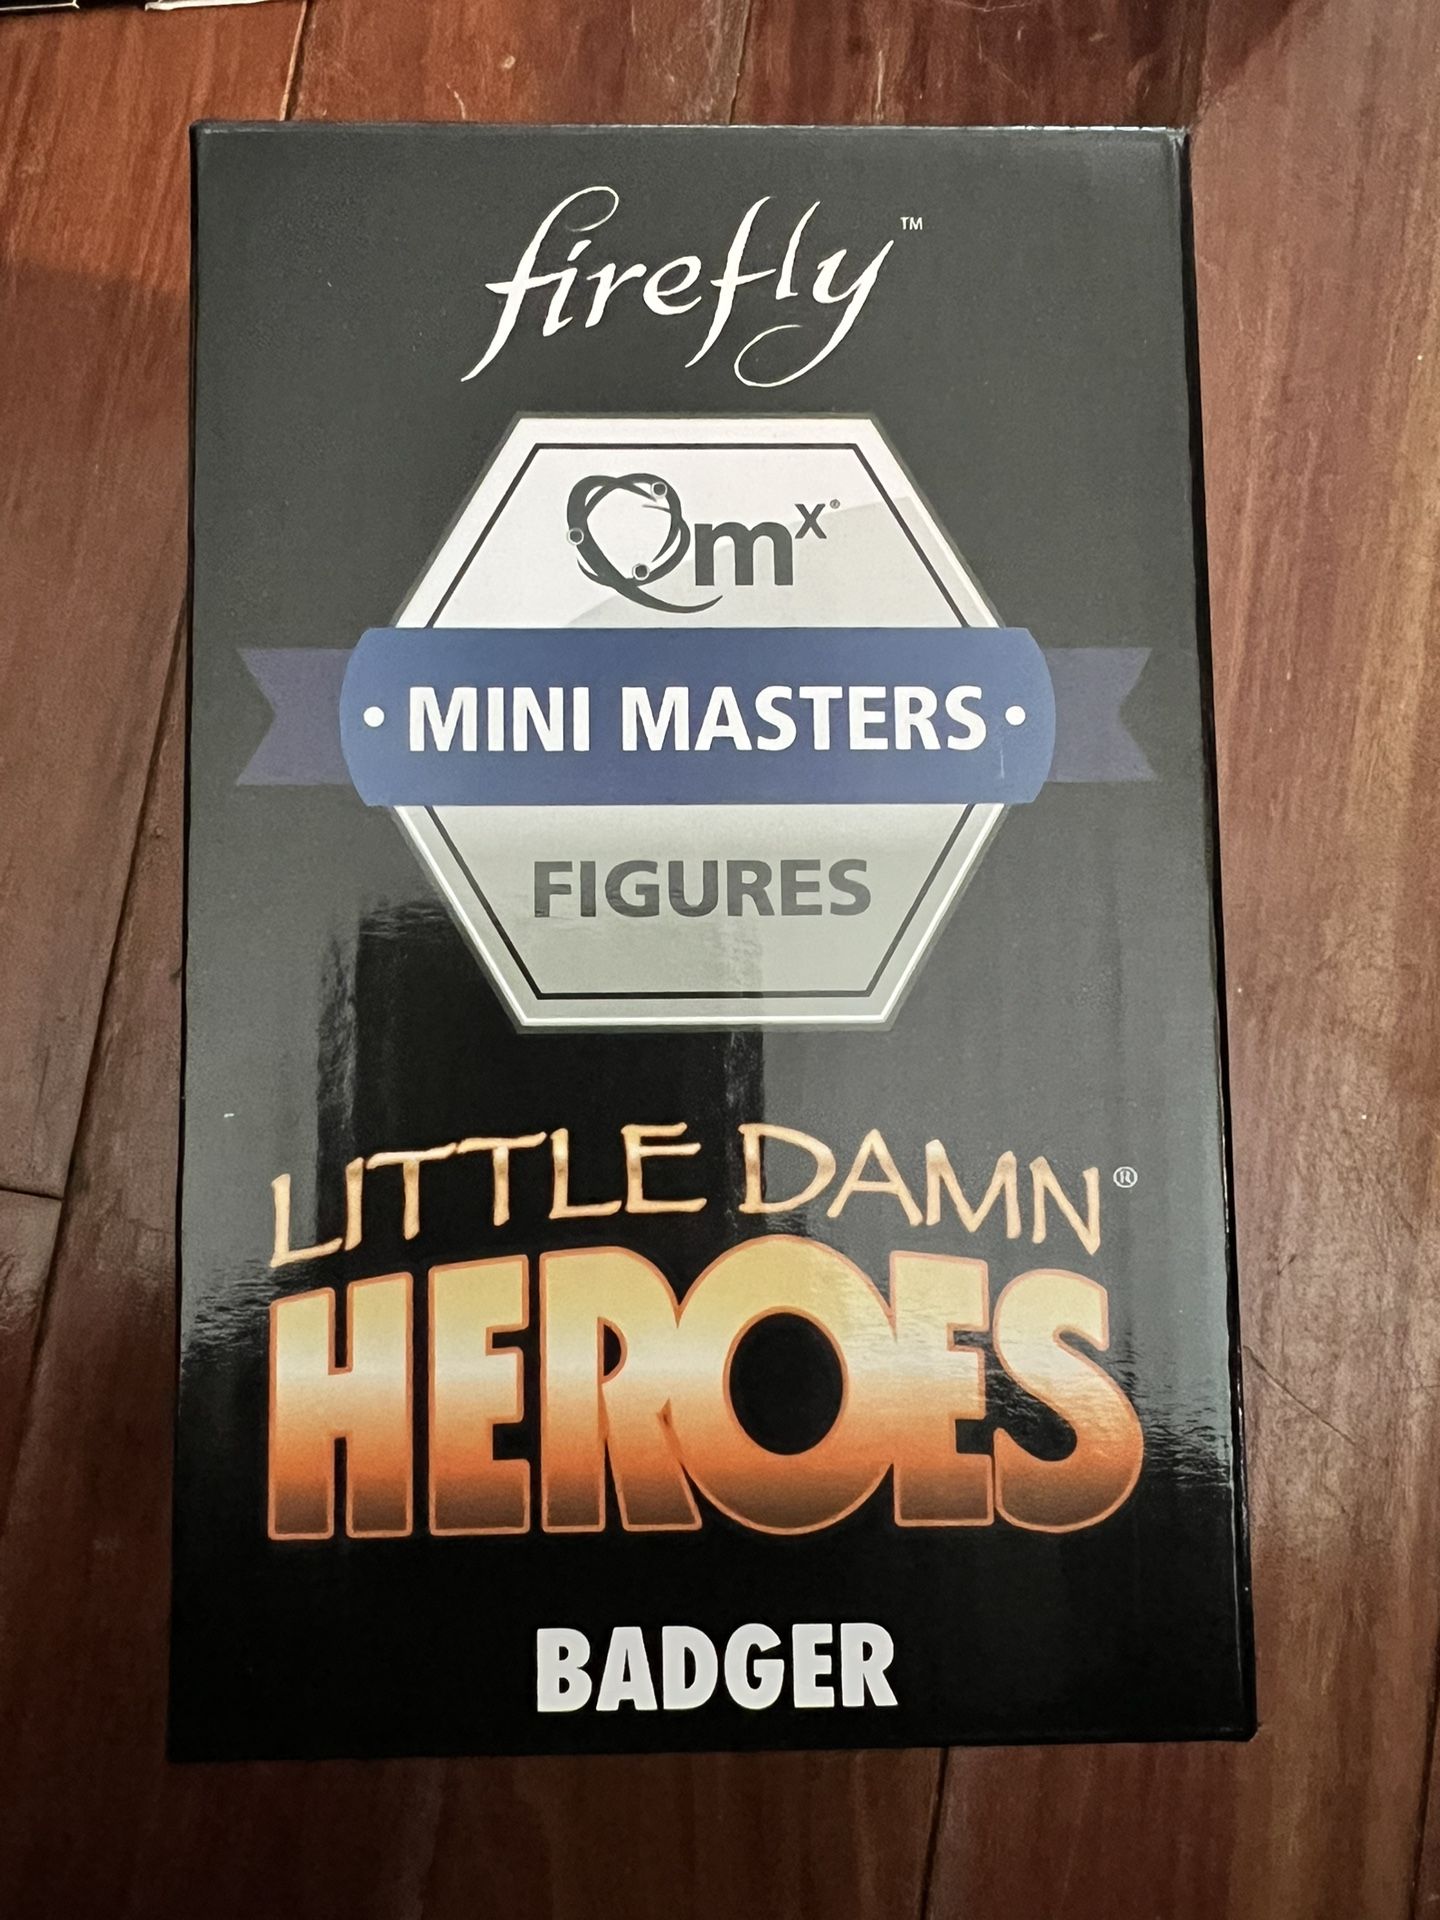 firefly™
Qmx®
• MINI MASTERS •
FIGURES
LITTLE DAMN®
HEROES
BADGER